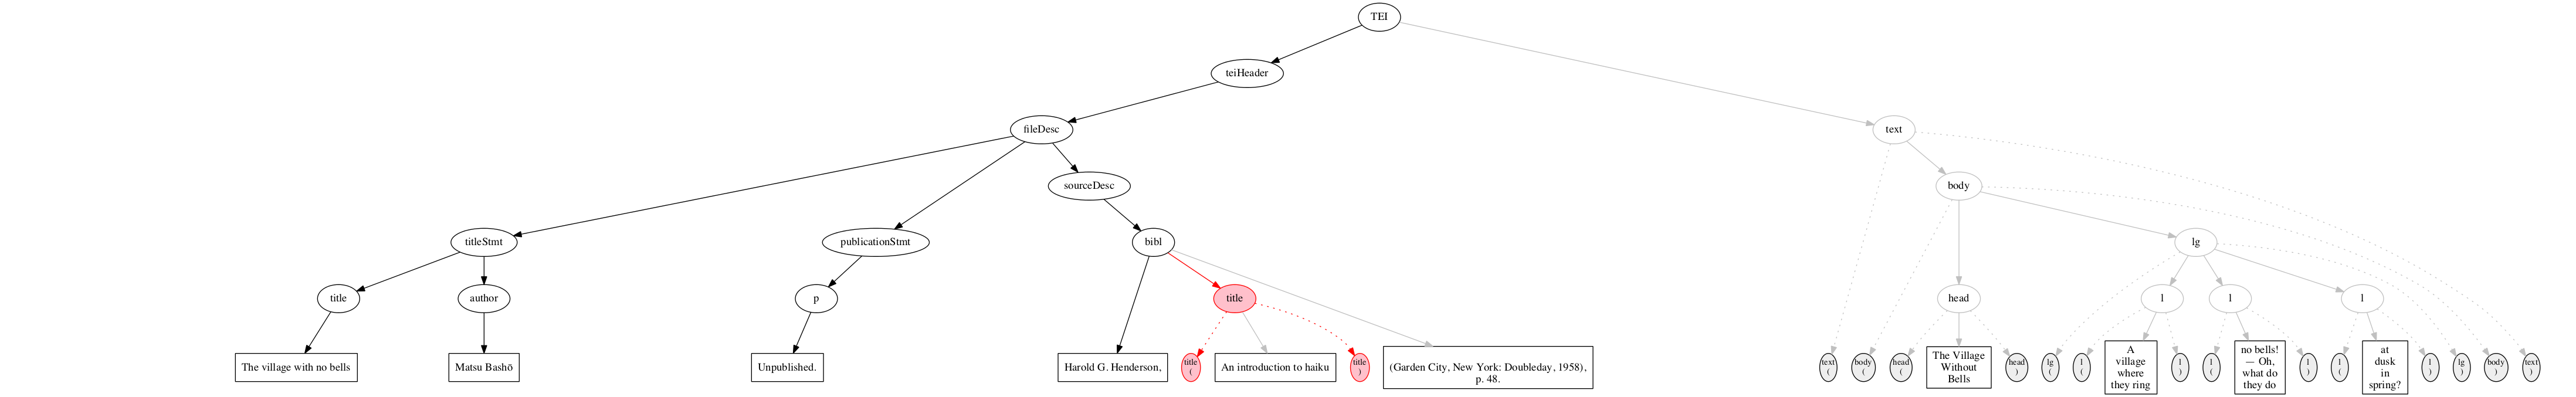 TEI
teiHeader
fileDesc
text
sourceDesc
body
titleStmt
publicationStmt
bibl
lg
title
author
p
title
head
l
l
l
The village with no bells
Matsu Bashō
Unpublished.
Harold G. Henderson,
title
(
An introduction to haiku
title
)
(Garden City, New York: Doubleday, 1958),
p. 48.
text
(
body
(
head
(
The Village
Without
Bells
head
)
lg
(
l
(
A
village
where
they ring
l
)
l
(
no bells!
— Oh,
what do
they do
l
)
l
(
at
dusk
in
spring?
l
)
lg
)
body
)
text
)